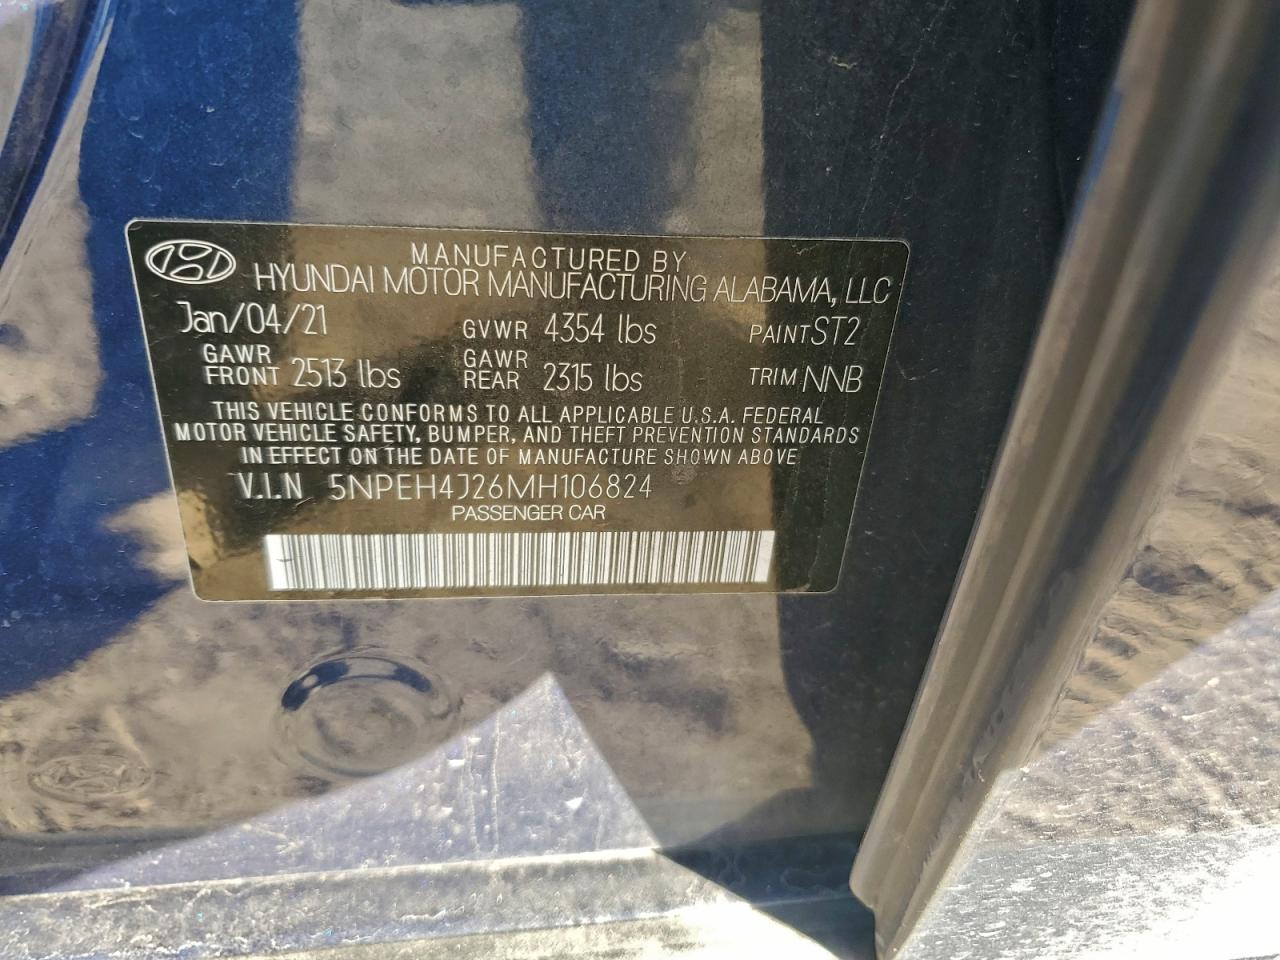 MANUFACTURED BY
HYUNDAI MOTOR MANUFACTURING ALABAMA, LLC
Jan/04/21 GVWR 4354 lbs PAINT ST2
GAWR FRONT 2513 lbs GAWR REAR 2315 lbs TRIM NNB
THIS VEHICLE CONFORMS TO ALL APPLICABLE U.S.A. FEDERAL
MOTOR VEHICLE SAFETY, BUMPER, AND THEFT PREVENTION STANDARDS
IN EFFECT ON THE DATE OF MANUFACTURE SHOWN ABOVE
V.I.N 5NPEH4J26MH106824
PASSENGER CAR